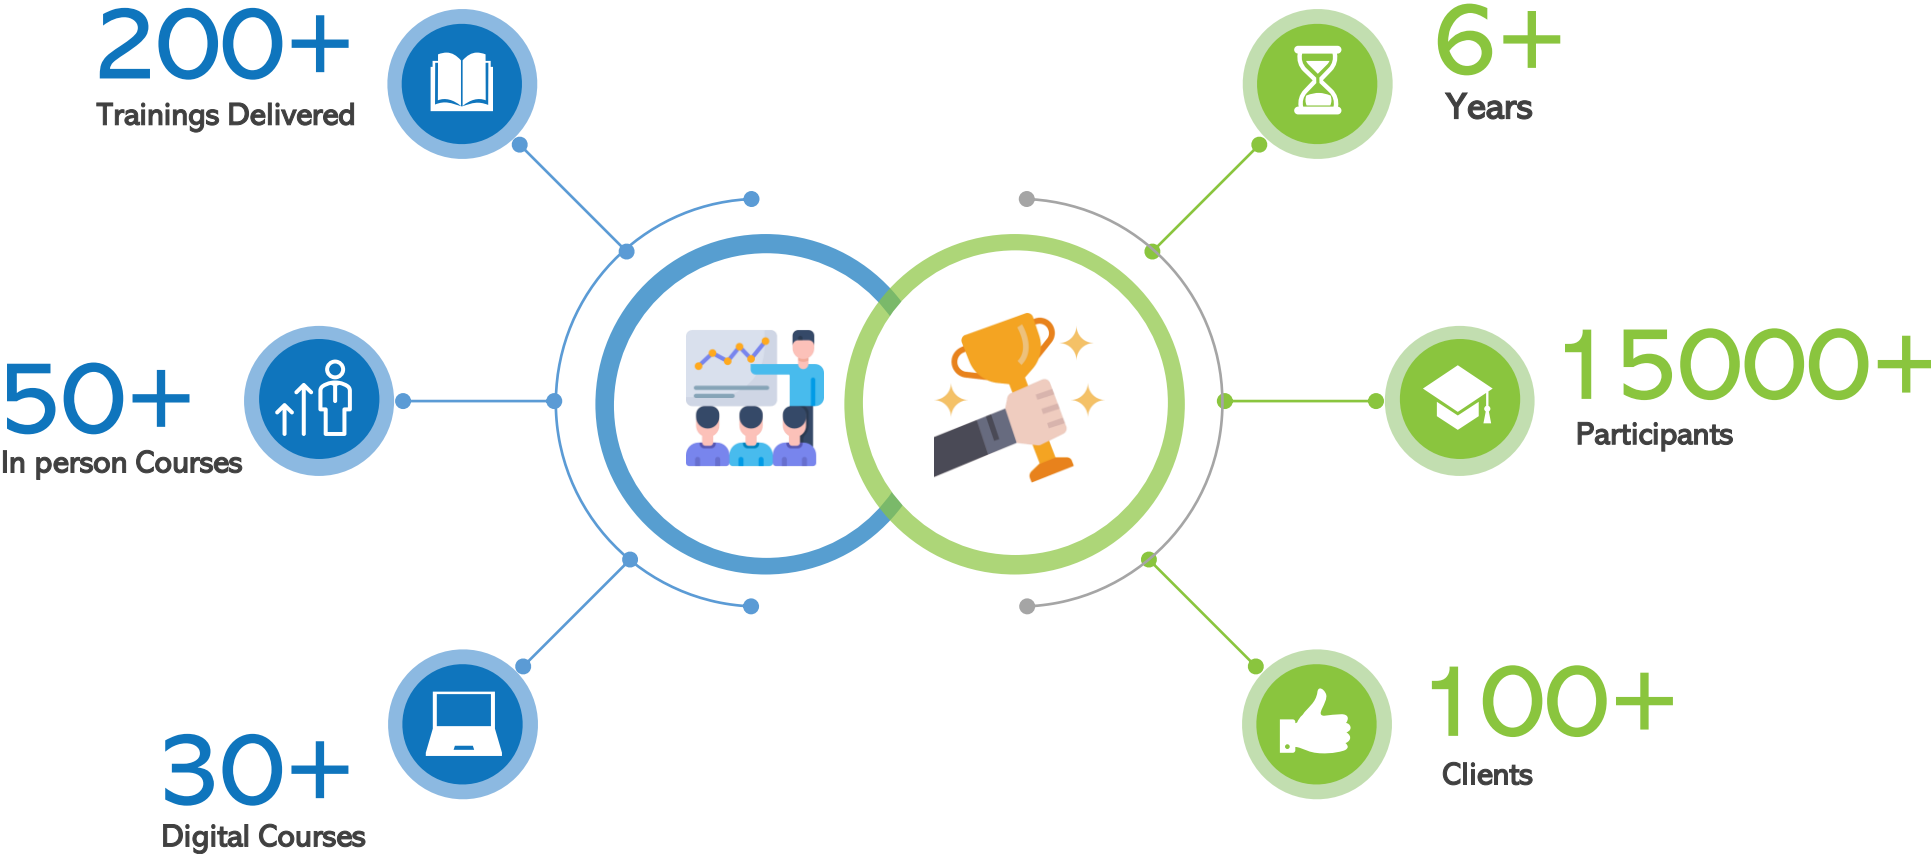 200+
Trainings Delivered
50+
In person Courses
30+
Digital Courses
6+
Years
15000+
Participants
100+
Clients